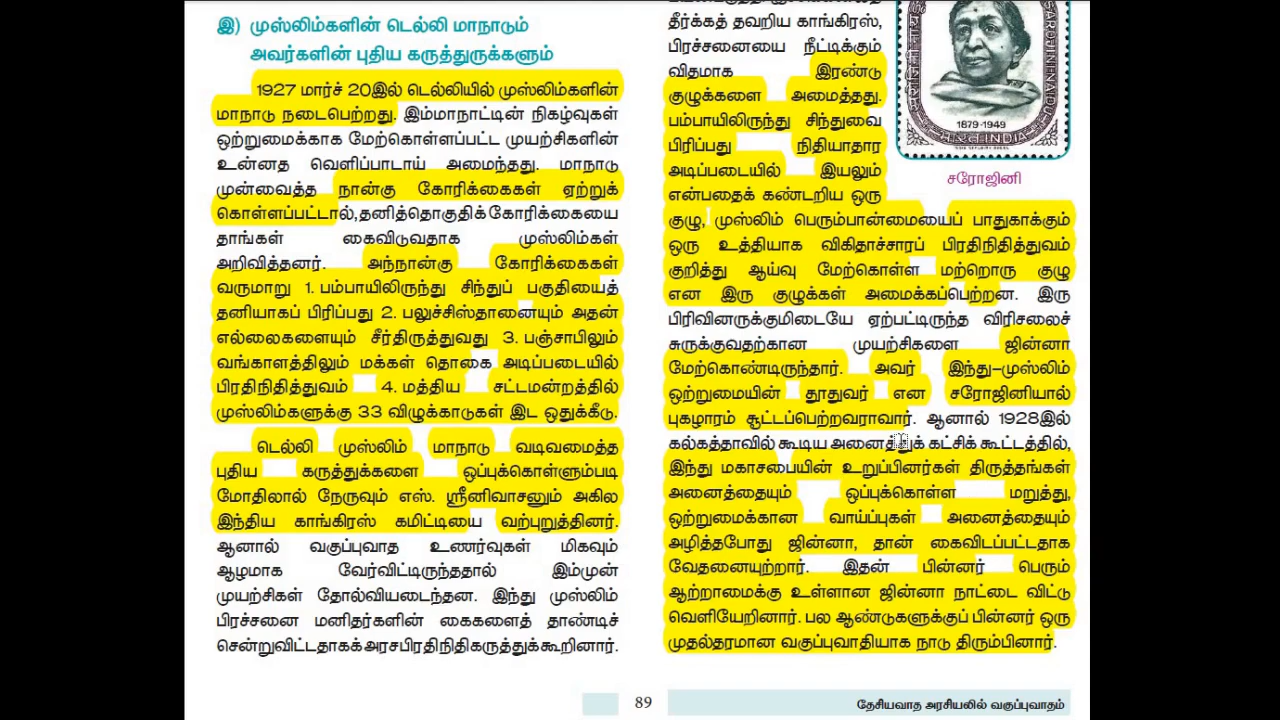 இ) முஸ்லிம்களின் டெல்லி மாநாடும்
அவர்களின் புதிய கருத்துருக்களும்
1927 மார்ச் 20இல் டெல்லியில் முஸ்லிம்களின்
மாநாடு நடைபெற்றது. இம்மாநாட்டின் நிகழ்வுகள்
ஒற்றுமைக்காக மேற்கொள்ளப்பட்ட முயற்சிகளின்
உன்னத வெளிப்பாடாய் அமைந்தது. மாநாடு
முன்வைத்த நான்கு கோரிக்கைகள் ஏற்றுக்
கொள்ளப்பட்டால்,தனித்தொகுதிக்கோரிக்கையை
தாங்கள் கைவிடுவதாக முஸ்லிம்கள்
அறிவித்தனர். அந்நான்கு கோரிக்கைகள்
வருமாறு 1. பம்பாயிலிருந்து சிந்துப் பகுதியைத்
தனியாகப் பிரிப்பது 2. பலுச்சிஸ்தானையும் அதன்
எல்லைகளையும் சீர்திருத்துவது 3. பஞ்சாபிலும்
வங்காளத்திலும் மக்கள் தொகை அடிப்படையில்
பிரதிநிதித்துவம் 4. மத்திய சட்டமன்றத்தில்
முஸ்லிம்களுக்கு 33 விழுக்காடுகள் இட ஒதுக்கீடு.
டெல்லி முஸ்லிம் மாநாடு வடிவமைத்த
புதிய கருத்துக்களை ஒப்புக்கொள்ளும்படி
மோதிலால் நேருவும் எஸ். ஸ்ரீனிவாசனும் அகில
இந்திய காங்கிரஸ் கமிட்டியை வற்புறுத்தினர்.
ஆனால் வகுப்புவாத உணர்வுகள் மிகவும்
ஆழமாக வேர்விட்டிருந்ததால் இம்முன்
முயற்சிகள் தோல்வியடைந்தன. இந்து முஸ்லிம்
பிரச்சனை மனிதர்களின் கைகளைத் தாண்டிச்
சென்றுவிட்டதாகக்அரசபிரதிநிதிகருத்துக்கூறினார்.
தீர்க்கத் தவறிய காங்கிரஸ்,
பிரச்சனையை நீட்டிக்கும்
விதமாக இரண்டு
குழுக்களை அமைத்தது.
பம்பாயிலிருந்து சிந்துவை
பிரிப்பது நிதியாதார
அடிப்படையில் இயலும்
என்பதைக் கண்டறிய ஒரு
குழு, முஸ்லிம் பெரும்பான்மையைப் பாதுகாக்கும்
ஒரு உத்தியாக விகிதாச்சாரப் பிரதிநிதித்துவம்
குறித்து ஆய்வு மேற்கொள்ள மற்றொரு குழு
என இரு குழுக்கள் அமைக்கப்பெற்றன. இரு
பிரிவினருக்குமிடையே ஏற்பட்டிருந்த விரிசலைச்
சுருக்குவதற்கான முயற்சிகளை ஜின்னா
மேற்கொண்டிருந்தார். அவர் இந்து–முஸ்லிம்
ஒற்றுமையின் தூதுவர் என சரோஜினியால்
புகழாரம் சூட்டப்பெற்றவராவார். ஆனால் 1928இல்
கல்கத்தாவில் கூடிய அனைத்துக் கட்சிக் கூட்டத்தில்,
இந்து மகாசபையின் உறுப்பினர்கள் திருத்தங்கள்
அனைத்தையும் ஒப்புக்கொள்ள மறுத்து,
ஒற்றுமைக்கான வாய்ப்புகள் அனைத்தையும்
அழித்தபோது ஜின்னா, தான் கைவிடப்பட்டதாக
வேதனையுற்றார். இதன் பின்னர் பெரும்
ஆற்றாமைக்கு உள்ளான ஜின்னா நாட்டை விட்டு
வெளியேறினார். பல ஆண்டுகளுக்குப் பின்னர் ஒரு
முதல்தரமான வகுப்புவாதியாக நாடு திரும்பினார்.
SAROJINI NAIDU
1879-1949
INDIA
சரோஜினி
89
தேசியவாத அரசியலில் வகுப்புவாதம்